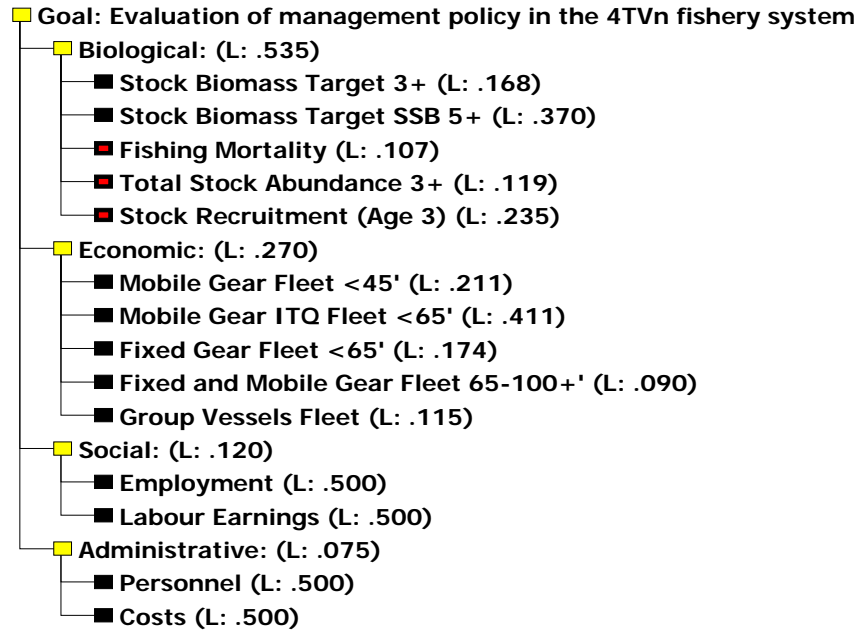 Goal: Evaluation of management policy in the 4TVn fishery system
Biological: (L: .535)
Stock Biomass Target 3+ (L: .168)
Stock Biomass Target SSB 5+ (L: .370)
Fishing Mortality (L: .107)
Total Stock Abundance 3+ (L: .119)
Stock Recruitment (Age 3) (L: .235)
Economic: (L: .270)
Mobile Gear Fleet <45' (L: .211)
Mobile Gear ITQ Fleet <65' (L: .411)
Fixed Gear Fleet <65' (L: .174)
Fixed and Mobile Gear Fleet 65-100+' (L: .090)
Group Vessels Fleet (L: .115)
Social: (L: .120)
Employment (L: .500)
Labour Earnings (L: .500)
Administrative: (L: .075)
Personnel (L: .500)
Costs (L: .500)